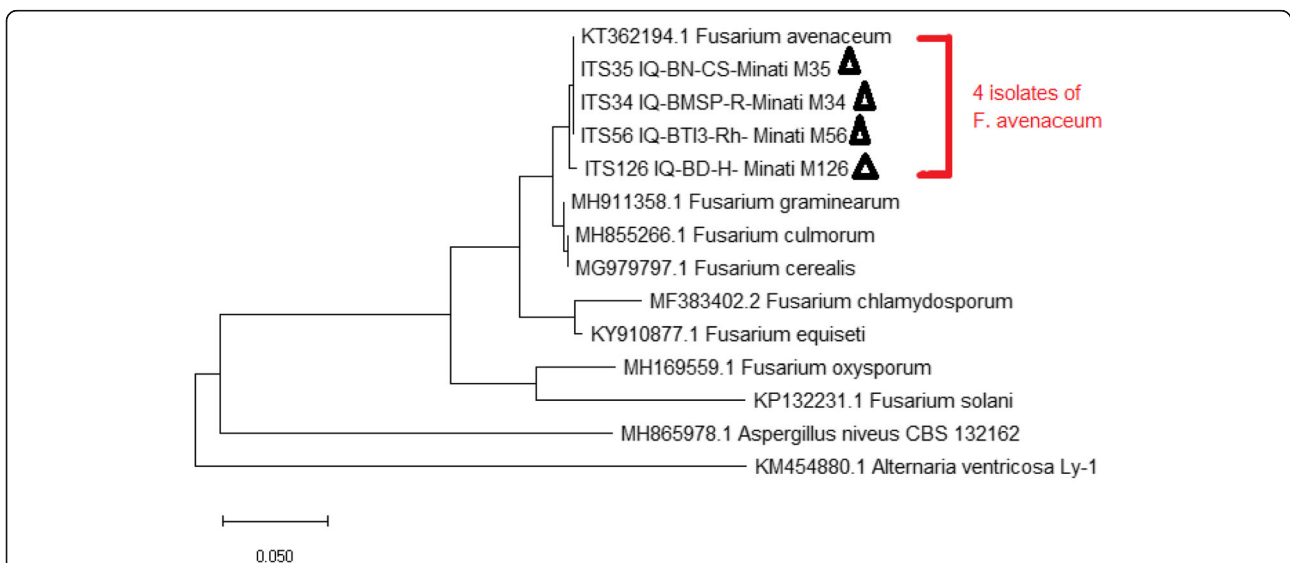 KT362194.1 Fusarium avenaceum
ITS35 IQ-BN-CS-Minati M35
ITS34 IQ-BMSP-R-Minati M34
ITS56 IQ-BTI3-Rh- Minati M56
ITS126 IQ-BD-H- Minati M126
4 isolates of
F. avenaceum
MH911358.1 Fusarium graminearum
MH855266.1 Fusarium culmorum
MG979797.1 Fusarium cerealis
MF383402.2 Fusarium chlamydosporum
KY910877.1 Fusarium equiseti
MH169559.1 Fusarium oxysporum
KP132231.1 Fusarium solani
MH865978.1 Aspergillus niveus CBS 132162
KM454880.1 Alternaria ventricosa Ly-1
0.050